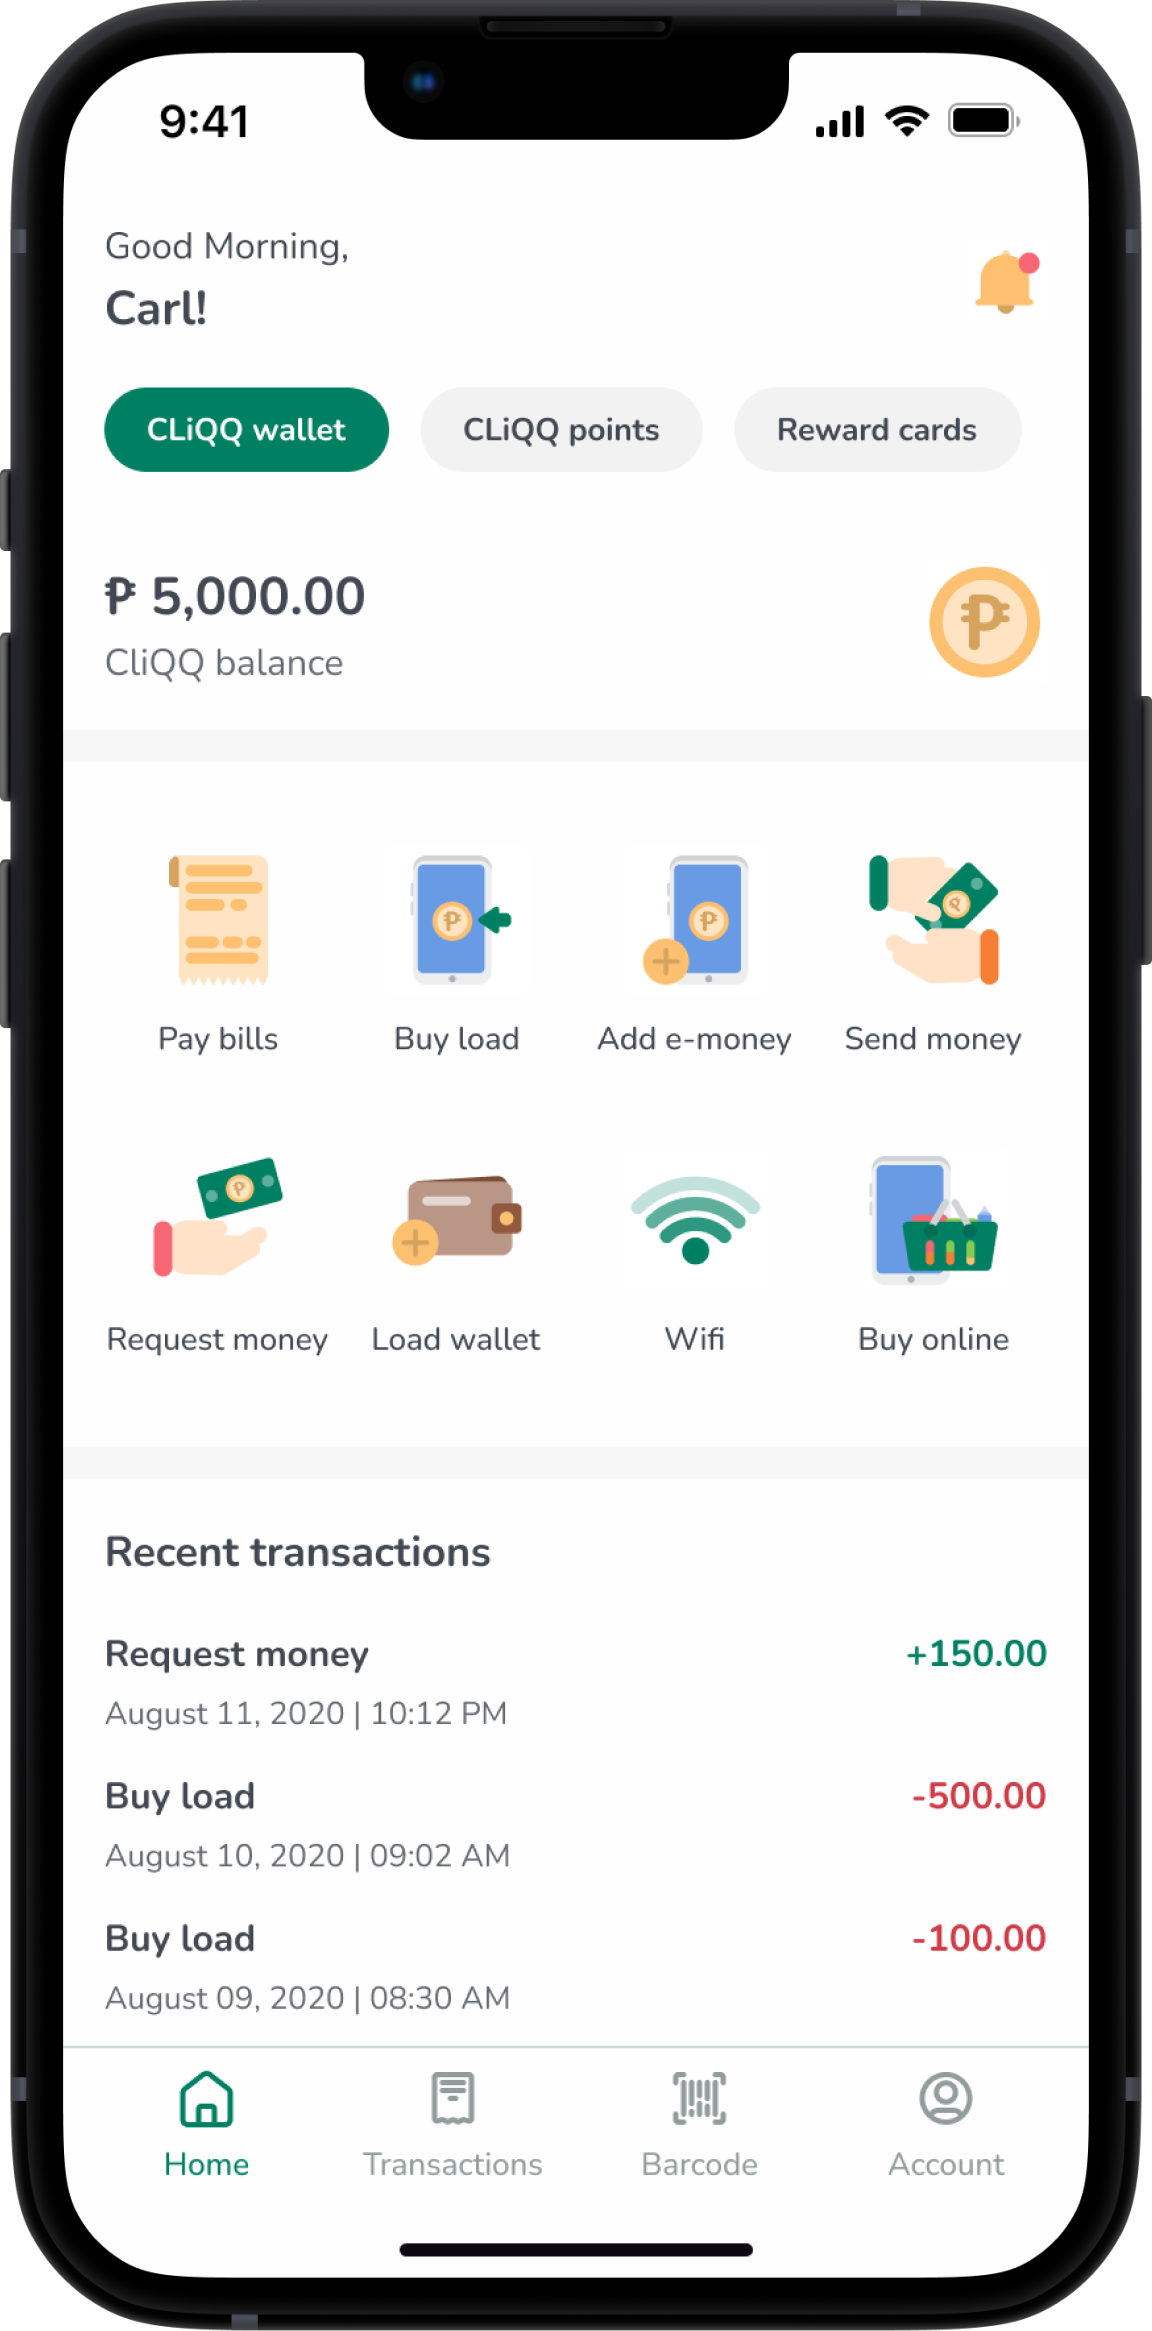 9:41
Good Morning,
Carl!
CLiQQ wallet CLiQQ points Reward cards
₱ 5,000.00
CliQQ balance
Pay bills Buy load Add e-money Send money
Request money Load wallet Wifi Buy online
Recent transactions
Request money +150.00
August 11, 2020 | 10:12 PM
Buy load -500.00
August 10, 2020 | 09:02 AM
Buy load -100.00
August 09, 2020 | 08:30 AM
Home Transactions Barcode Account